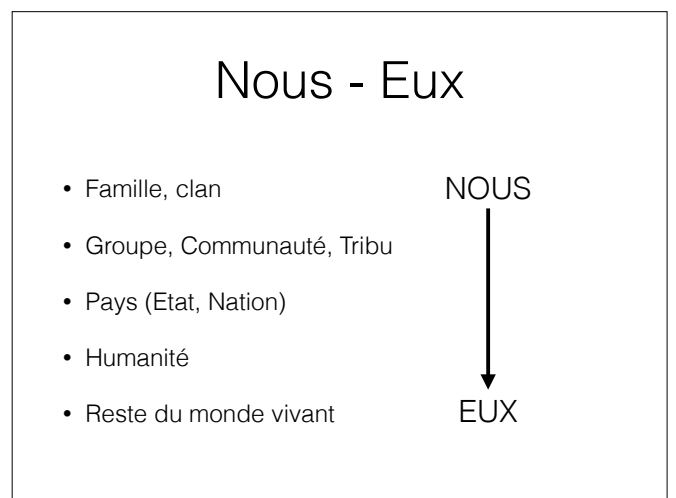 Nous - Eux
• Famille, clan
NOUS
• Groupe, Communauté, Tribu
• Pays (Etat, Nation)
• Humanité
• Reste du monde vivant
EUX